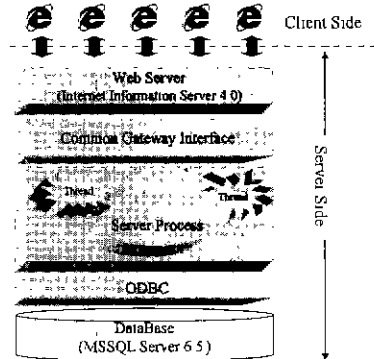 Client Side
Web Server
(Internet Information Server 4.0)
Common Gateway Interface
Thread
Thread
Server Process
ODBC
DataBase
(MSSQL Server 6.5)
Server Side